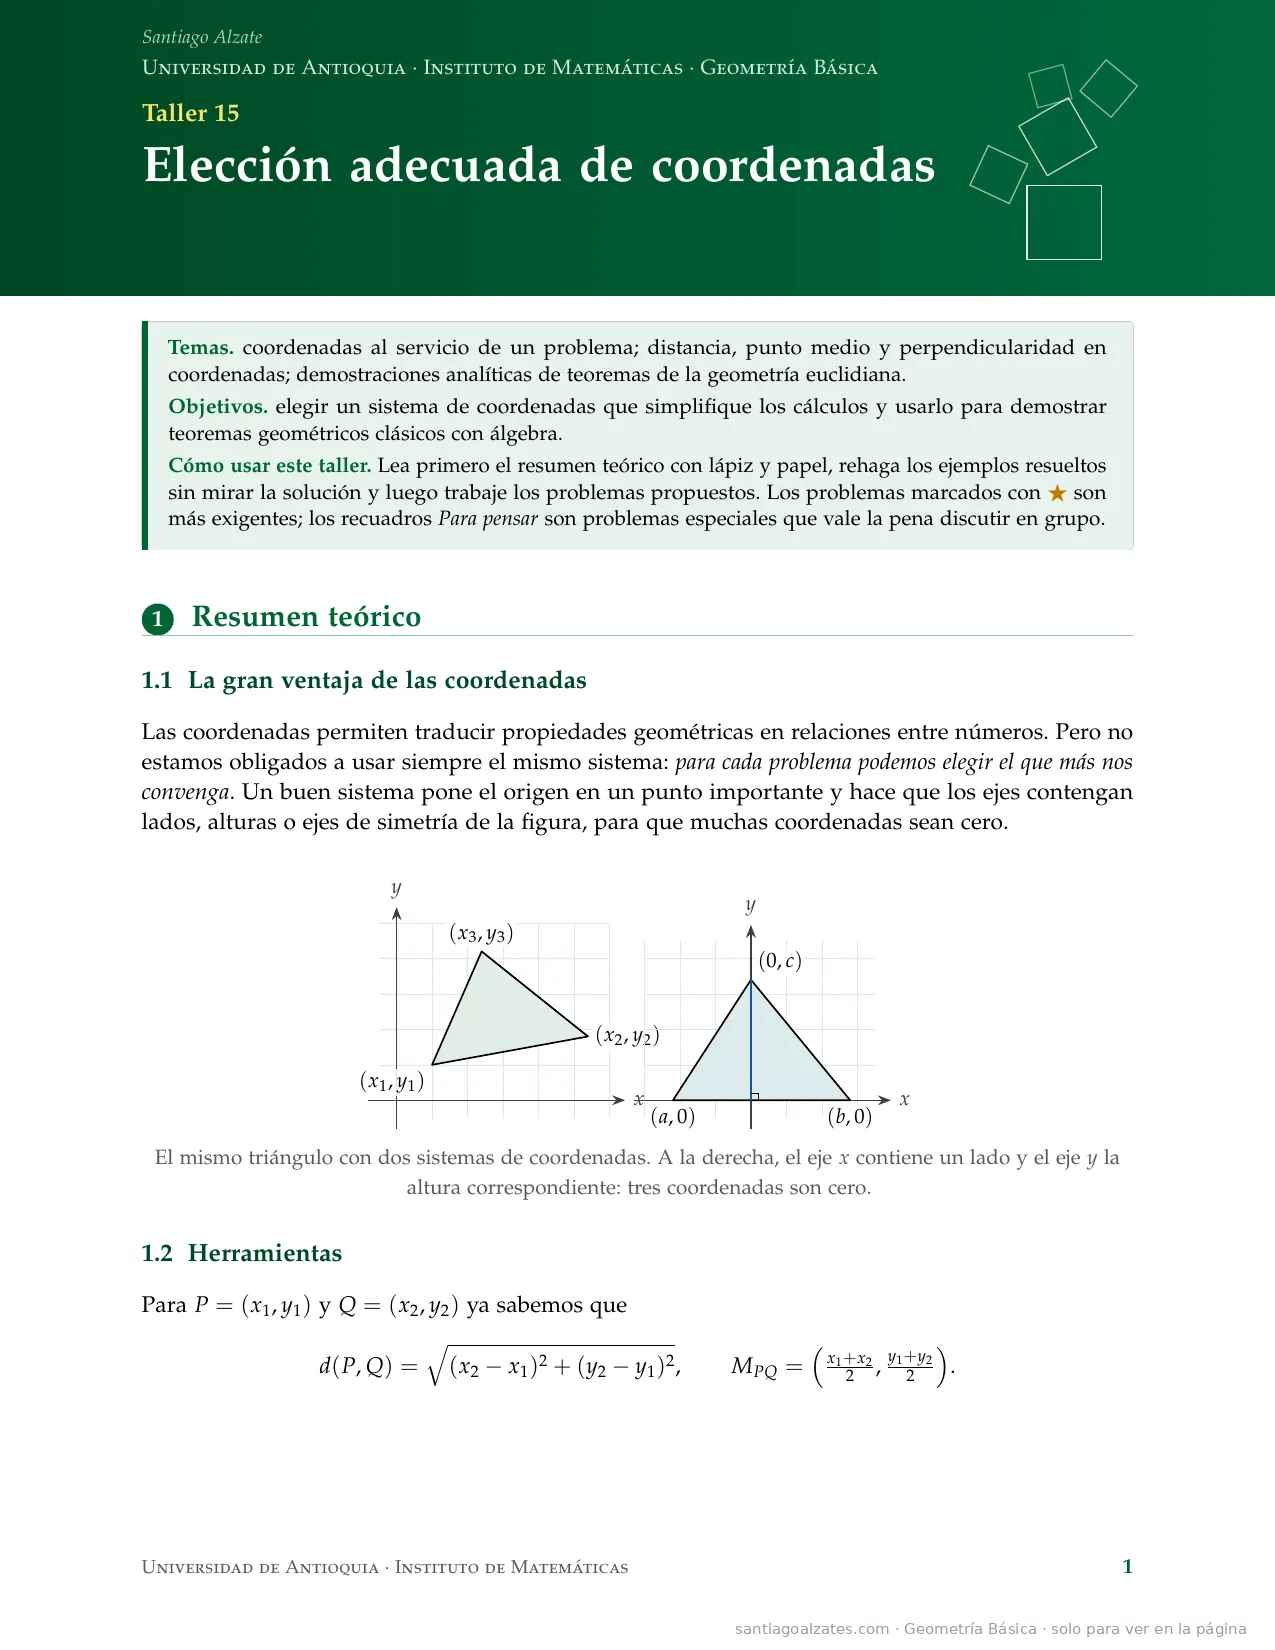 Santiago Alzate
Universidad de Antioquia · Instituto de Matemáticas · Geometría Básica
Taller 15
Elección adecuada de coordenadas
Temas. coordenadas al servicio de un problema; distancia, punto medio y perpendicularidad en
coordenadas; demostraciones analíticas de teoremas de la geometría euclidiana.
Objetivos. elegir un sistema de coordenadas que simplifique los cálculos y usarlo para demostrar
teoremas geométricos clásicos con álgebra.
Cómo usar este taller. Lea primero el resumen teórico con lápiz y papel, rehaga los ejemplos resueltos
sin mirar la solución y luego trabaje los problemas propuestos. Los problemas marcados con ★ son
más exigentes; los recuadros Para pensar son problemas especiales que vale la pena discutir en grupo.
1 Resumen teórico
1.1 La gran ventaja de las coordenadas
Las coordenadas permiten traducir propiedades geométricas en relaciones entre números. Pero no
estamos obligados a usar siempre el mismo sistema: para cada problema podemos elegir el que más nos
convenga. Un buen sistema pone el origen en un punto importante y hace que los ejes contengan
lados, alturas o ejes de simetría de la figura, para que muchas coordenadas sean cero.
y
(x₃, y₃)
(x₂, y₂)
(x₁, y₁)
x
y
(0, c)
(a, 0)
(b, 0)
x
El mismo triángulo con dos sistemas de coordenadas. A la derecha, el eje x contiene un lado y el eje y la
altura correspondiente: tres coordenadas son cero.
1.2 Herramientas
Para P = (x₁, y₁) y Q = (x₂, y₂) ya sabemos que
d(P, Q) = √((x₂ − x₁)² + (y₂ − y₁)²), M_PQ = ((x₁+x₂)/2, (y₁+y₂)/2).
Universidad de Antioquia · Instituto de Matemáticas 1
santiagoalzates.com · Geometría Básica · solo para ver en la página